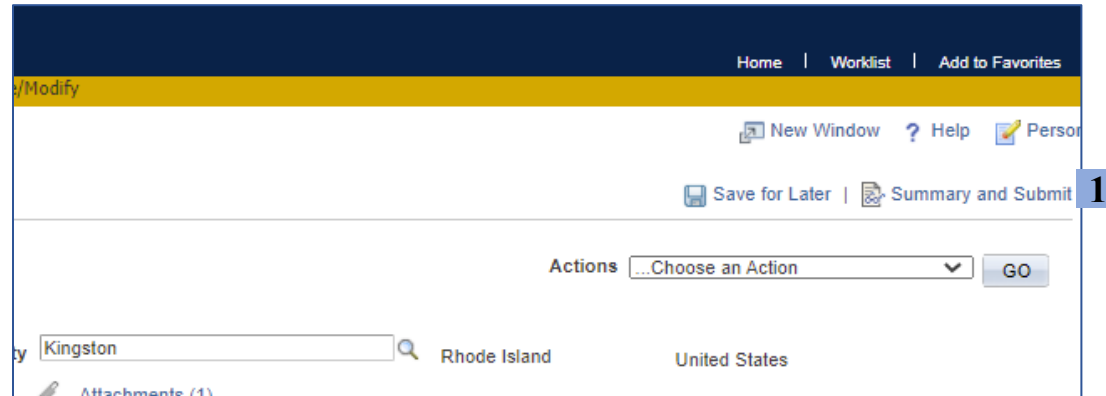 Home | Worklist | Add to Favorites
e/Modify
New Window ? Help Person
Save for Later | Summary and Submit 1
Actions ...Choose an Action GO
ty Kingston Rhode Island United States
Attachments (1)